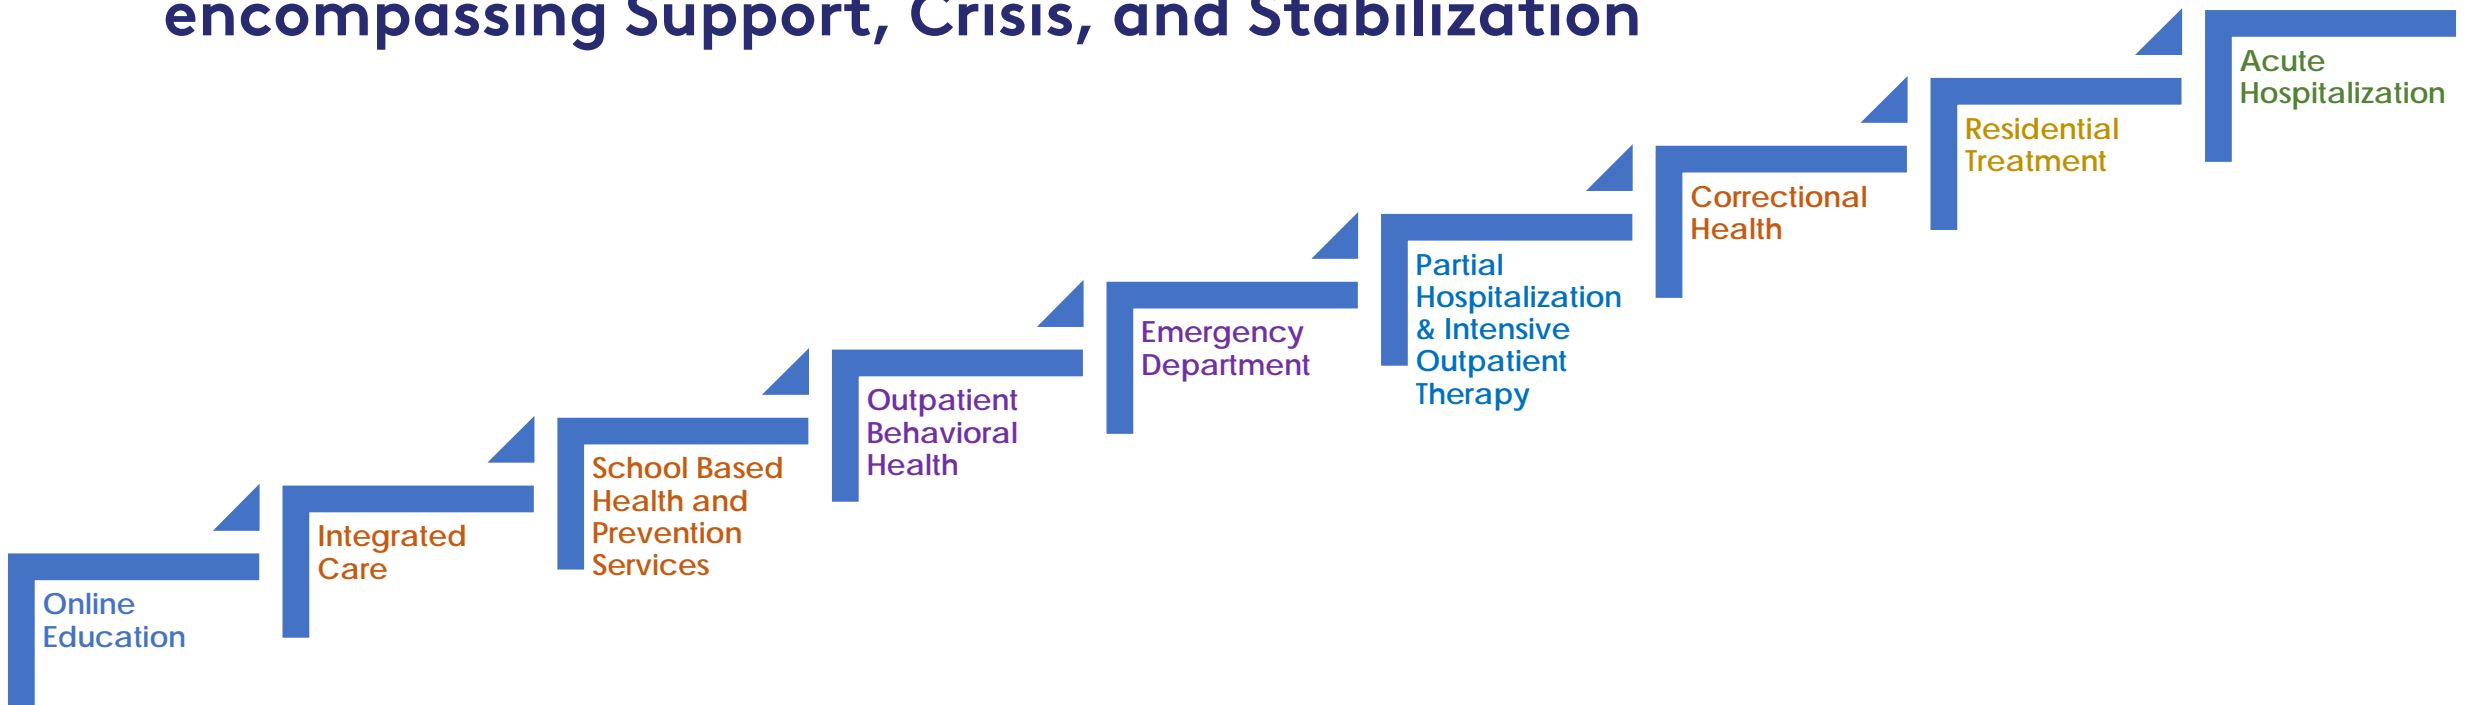 encompassing Support, Crisis, and Stabilization
Online
Education
Integrated
Care
School Based
Health and
Prevention
Services
Outpatient
Behavioral
Health
Emergency
Department
Partial
Hospitalization
& Intensive
Outpatient
Therapy
Correctional
Health
Residential
Treatment
Acute
Hospitalization